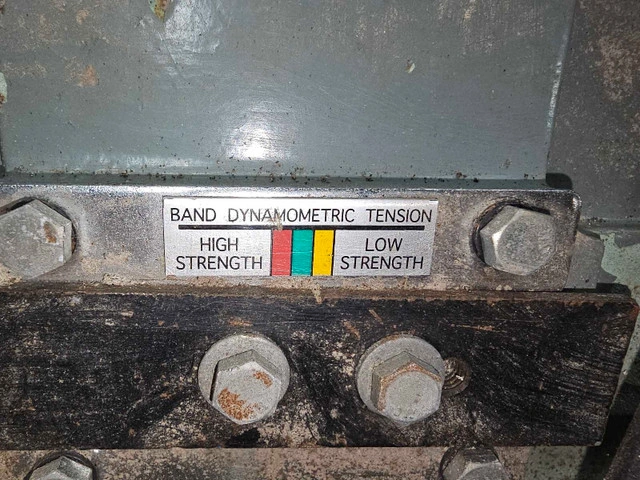 BAND DYNAMOMETRIC TENSION
HIGH LOW
STRENGTH STRENGTH